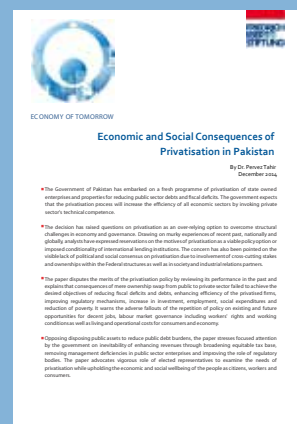 FRIEDRICH
EBERT
STIFTUNG
ECONOMY OF TOMORROW
Economic and Social Consequences of
Privatisation in Pakistan
By Dr. Pervez Tahir
December 2014
The Government of Pakistan has embarked on a fresh programme of privatisation of state owned
enterprises and properties for reducing public sector debts and fiscal deficits. The government expects
that the privatisation process will increase the efficiency of all economic sectors by invoking private
sector's technical competence.
The decision has raised questions on privatisation as an over-relying option to overcome structural
challenges in economy and governance. Drawing on murky experiences of recent past, nationally and
globally, analysts have expressed reservations on the motives of privatisation as a viable policy option or
imposed conditionality of international lending institutions. The concern has also been pointed on the
visible lack of political and social consensus on privatisation due to involvement of cross-cutting stakes
and ownerships within the Federal structures as well as in society and industrial relations partners.
The paper disputes the merits of the privatisation policy by reviewing its performance in the past and
explains that consequences of mere ownership swap from public to private sector failed to achieve the
desired objectives of reducing fiscal deficits and debts, enhancing efficiency of the privatised firms,
improving regulatory mechanisms, increase in investment, employment, social expenditures and
reduction of poverty. It warns the adverse fallouts of the repetition of policy on existing and future
opportunities for decent jobs, labour market governance including workers' rights and working
conditions as well as living and operational costs for consumers and economy.
Opposing disposing public assets to reduce public debt burdens, the paper stresses focused attention
by the government on inevitability of enhancing revenues through broadening equitable tax base,
removing management deficiencies in public sector enterprises and improving the role of regulatory
bodies. The paper advocates vigorous role of elected representatives to examine the needs of
privatisation while upholding the economic and social wellbeing of the people as citizens, workers and
consumers.